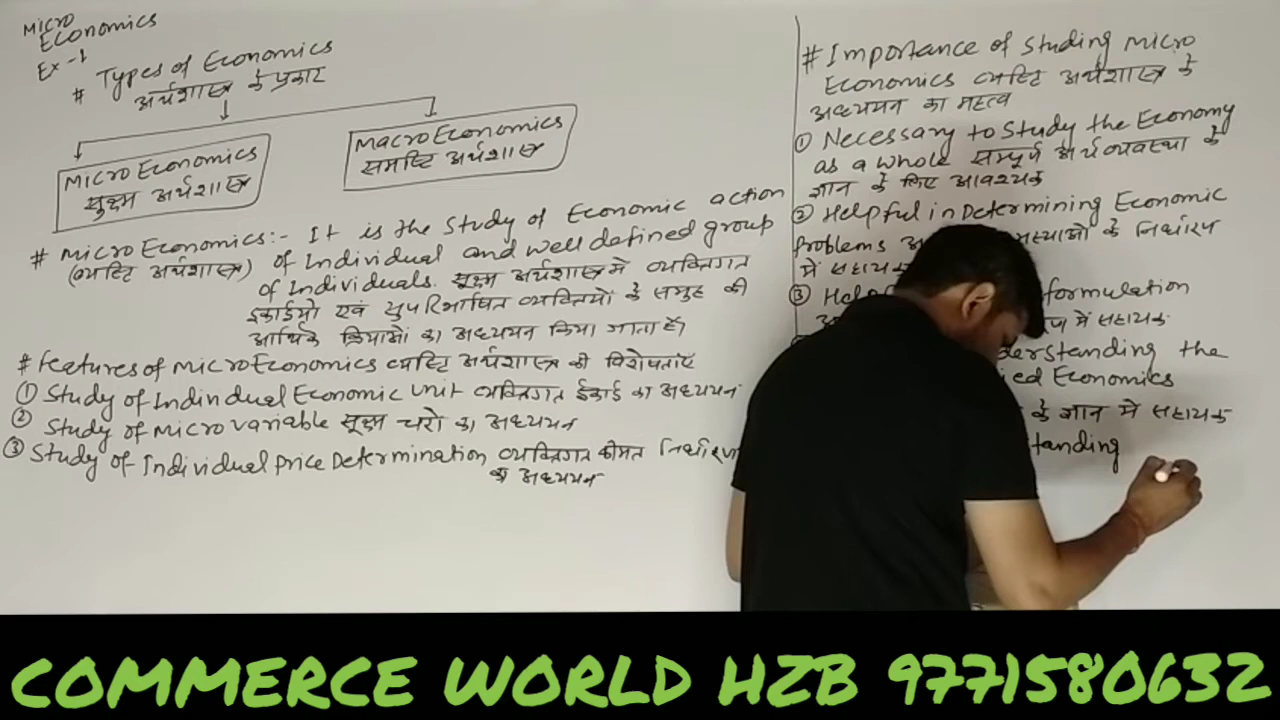 Micro
Economics
Ex-1
# Types of Economics
अर्थशास्त्र के प्रकार
Micro Economics
सूक्ष्म अर्थशास्त्र
Macro Economics
समष्टि अर्थशास्त्र
# Micro Economics:- It is the Study of Economic action
(व्यष्टि अर्थशास्त्र) of Individual and well defined group
of Individuals. सूक्ष्म अर्थशास्त्र मे व्यक्तिगत
इकाईयो एवं सुपरिभाषित व्यक्तियों के समुह की
आर्थिक क्रियाओं का अध्ययन किया जाता है।
# Features of Micro Economics व्यष्टि अर्थशास्त्र की विशेषताएं
① Study of Individual Economic Unit व्यक्तिगत ईकाई का अध्ययन
② Study of Micro variable सूक्ष्म चरो का अध्ययन
③ Study of Individual Price Determination व्यक्तिगत कीमत निर्धारण
का अध्ययन
# Importance of Studing Micro
Economics व्यष्टि अर्थशास्त्र के
अध्ययन का महत्व
① Necessary to Study the Economy
as a whole सम्पूर्ण अर्थव्यवस्था के
ज्ञान के लिए आवश्यक
② Helpful in Determining Economic
Problems के निर्धारण
में
③ formulation
में सहायक
the
Economics
के ज्ञान मे सहायक
COMMERCE WORLD HZB 9771580632